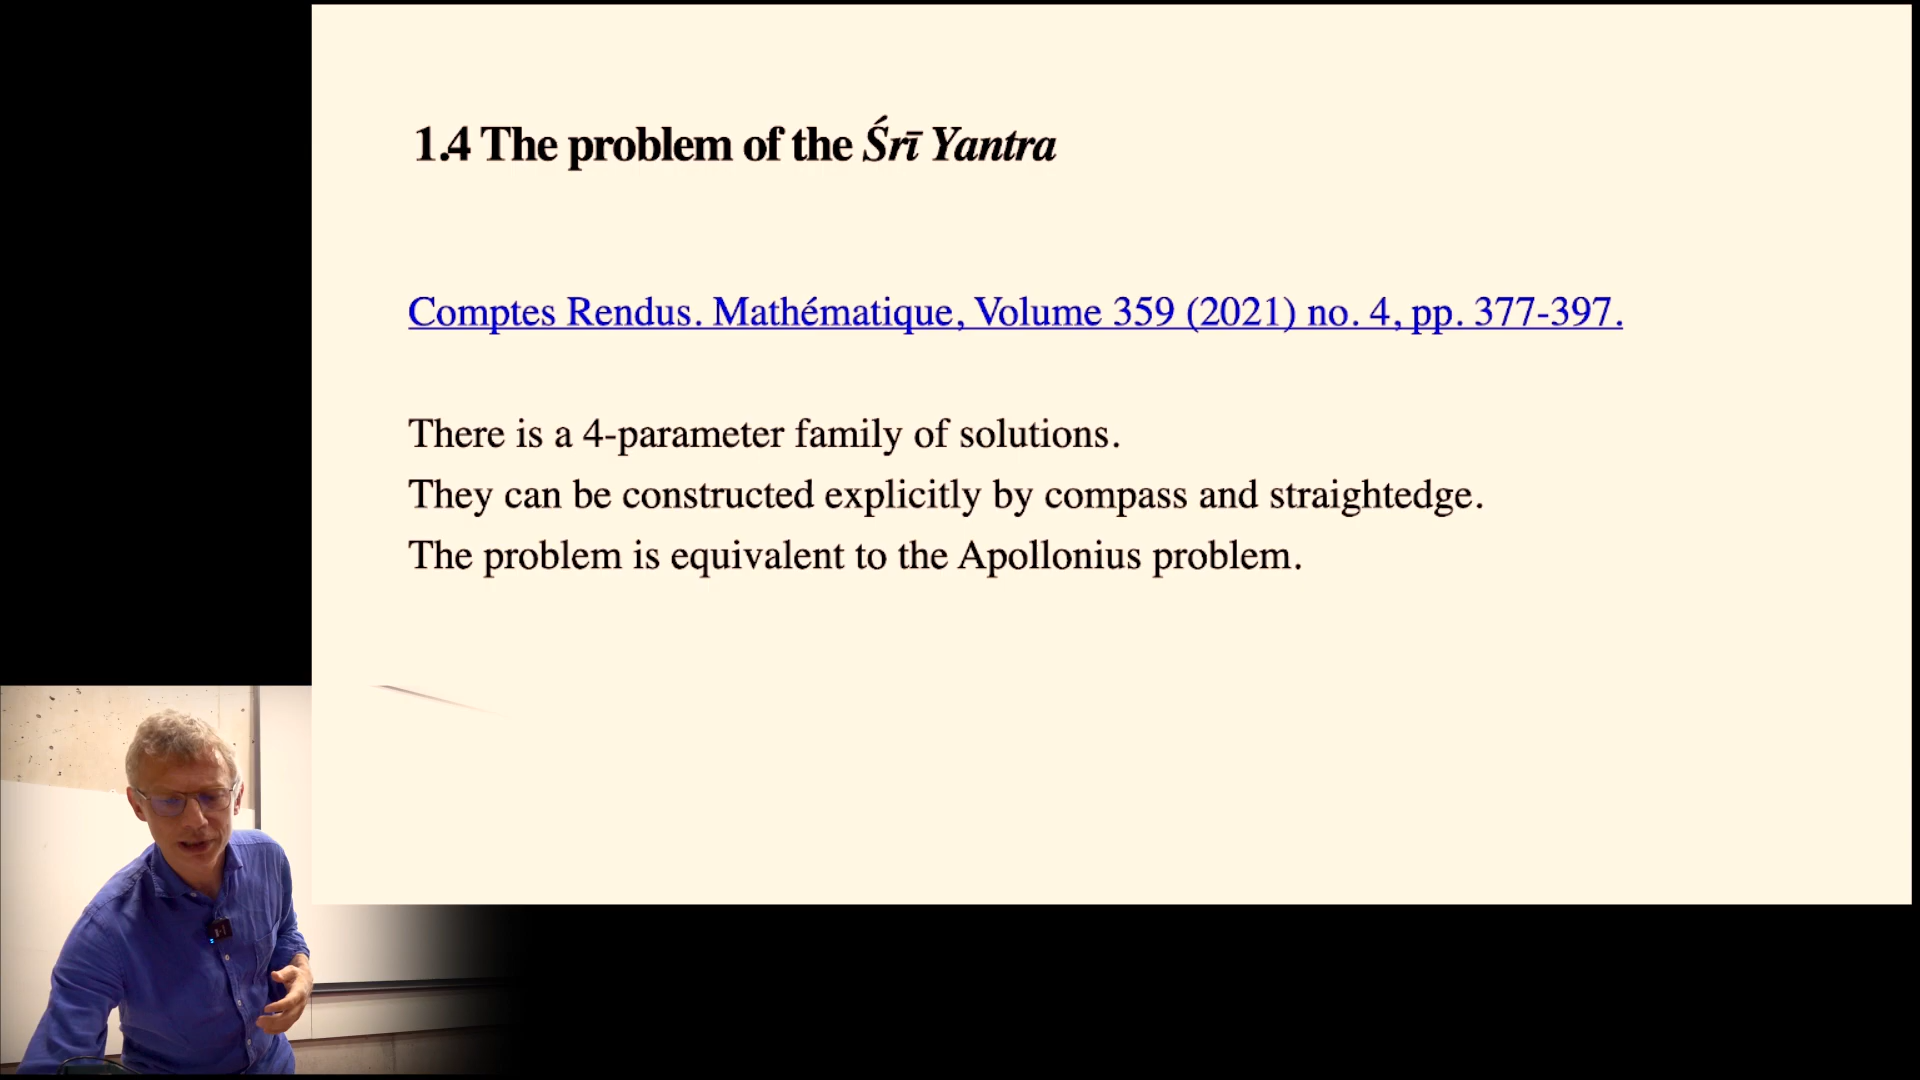 1.4 The problem of the Śrī Yantra
Comptes Rendus. Mathématique, Volume 359 (2021) no. 4, pp. 377-397.
There is a 4-parameter family of solutions.
They can be constructed explicitly by compass and straightedge.
The problem is equivalent to the Apollonius problem.